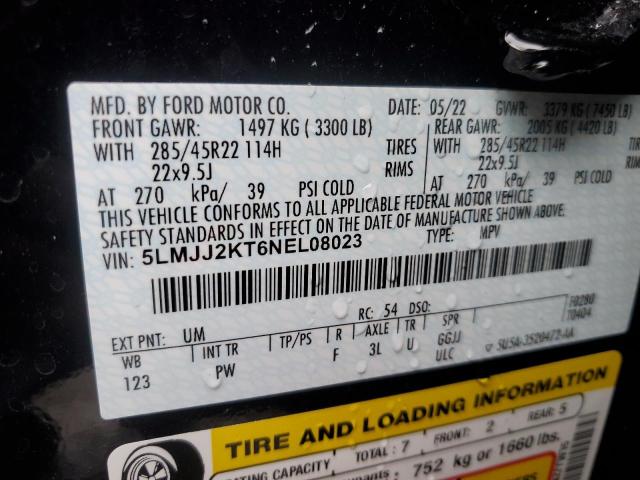 MFD. BY FORD MOTOR CO.
DATE: 05/22 GVWR: 3379 KG (7450 LB)
FRONT GAWR: 1497 KG (3300 LB)
REAR GAWR: 2005 KG (4420 LB)
WITH 285/45R22 114H TIRES
WITH 285/45R22 114H
22x9.5J RIMS
22x9.5J
AT 270 kPa/ 39 PSI COLD
AT 270 kPa/ 39 PSI COLD
THIS VEHICLE CONFORMS TO ALL APPLICABLE FEDERAL MOTOR VEHICLE
SAFETY STANDARDS IN EFFECT ON THE DATE OF MANUFACTURE SHOWN ABOVE.
VIN: 5LMJJ2KT6NEL08023 TYPE: MPV
RC: 54 DSO:
F0280
T0404
EXT PNT: UM
WB INT TR TP/PS R AXLE TR SPR
123 PW F 3L U GGJJ
ULC
TIRE AND LOADING INFORMATION
SEATING CAPACITY TOTAL: 7 FRONT: 2 REAR: 5
752 kg or 1660 lbs.